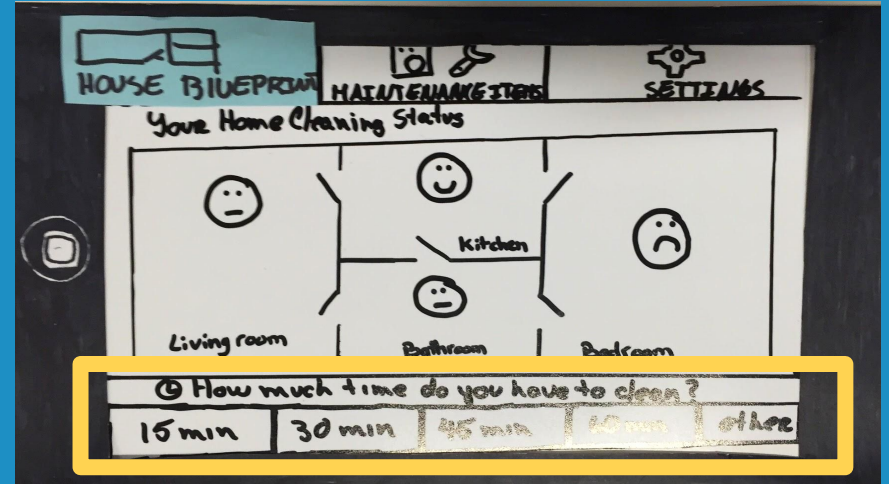 HOUSE BLUEPRINT
MAINTENANCE ITEMS
SETTINGS
Your Home Cleaning Status
Kitchen
Living room
Bathroom
Bedroom
How much time do you have to clean?
15 min
30 min
45 min
min
other